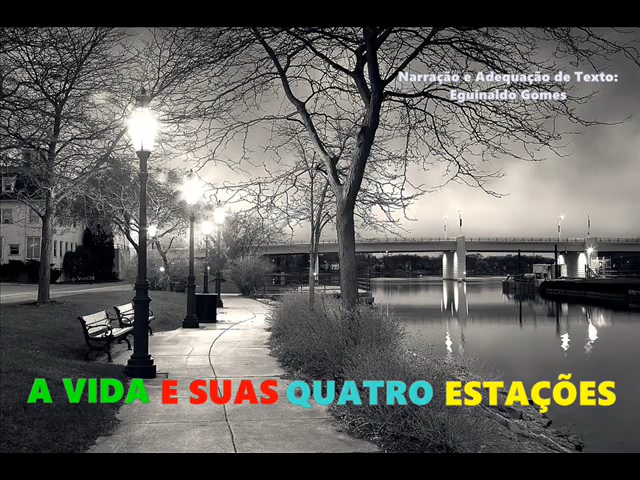 Narração e Adequação de Texto:
Eguinaldo Gomes
A VIDA E SUAS QUATRO ESTAÇÕES